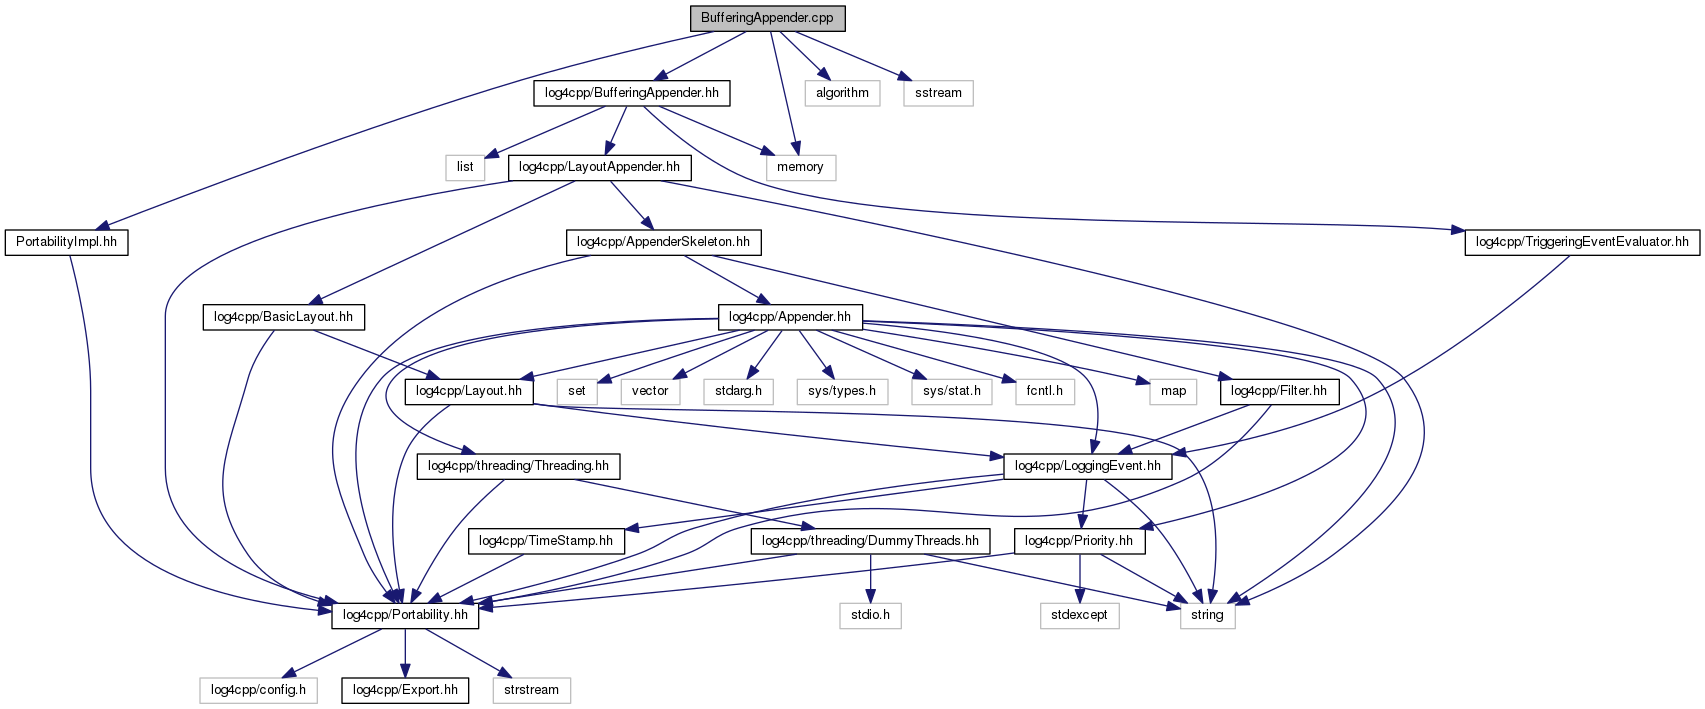 BufferingAppender.cpp
log4cpp/BufferingAppender.hh
algorithm
sstream
list
log4cpp/LayoutAppender.hh
memory
PortabilityImpl.hh
log4cpp/AppenderSkeleton.hh
log4cpp/TriggeringEventEvaluator.hh
log4cpp/BasicLayout.hh
log4cpp/Appender.hh
log4cpp/Layout.hh
set
vector
stdarg.h
sys/types.h
sys/stat.h
fcntl.h
map
log4cpp/Filter.hh
log4cpp/threading/Threading.hh
log4cpp/LoggingEvent.hh
log4cpp/TimeStamp.hh
log4cpp/threading/DummyThreads.hh
log4cpp/Priority.hh
log4cpp/Portability.hh
stdio.h
stdexcept
string
log4cpp/config.h
log4cpp/Export.hh
strstream